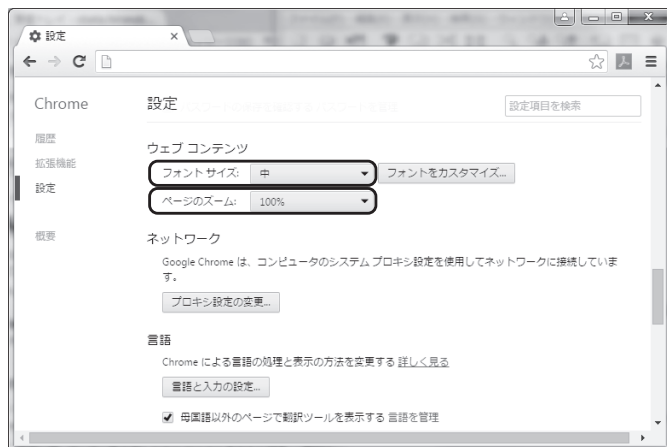 設定
Chrome
設定
設定項目を検索
履歴
拡張機能
設定
概要
ウェブ コンテンツ
フォント サイズ: 中 フォントをカスタマイズ...
ページのズーム: 100%
ネットワーク
Google Chrome は、コンピュータのシステム プロキシ設定を使用してネットワークに接続していま
す。
プロキシ設定の変更...
言語
Chrome による言語の処理と表示の方法を変更する 詳しく見る
言語と入力の設定...
母国語以外のページで翻訳ツールを表示する 言語を管理